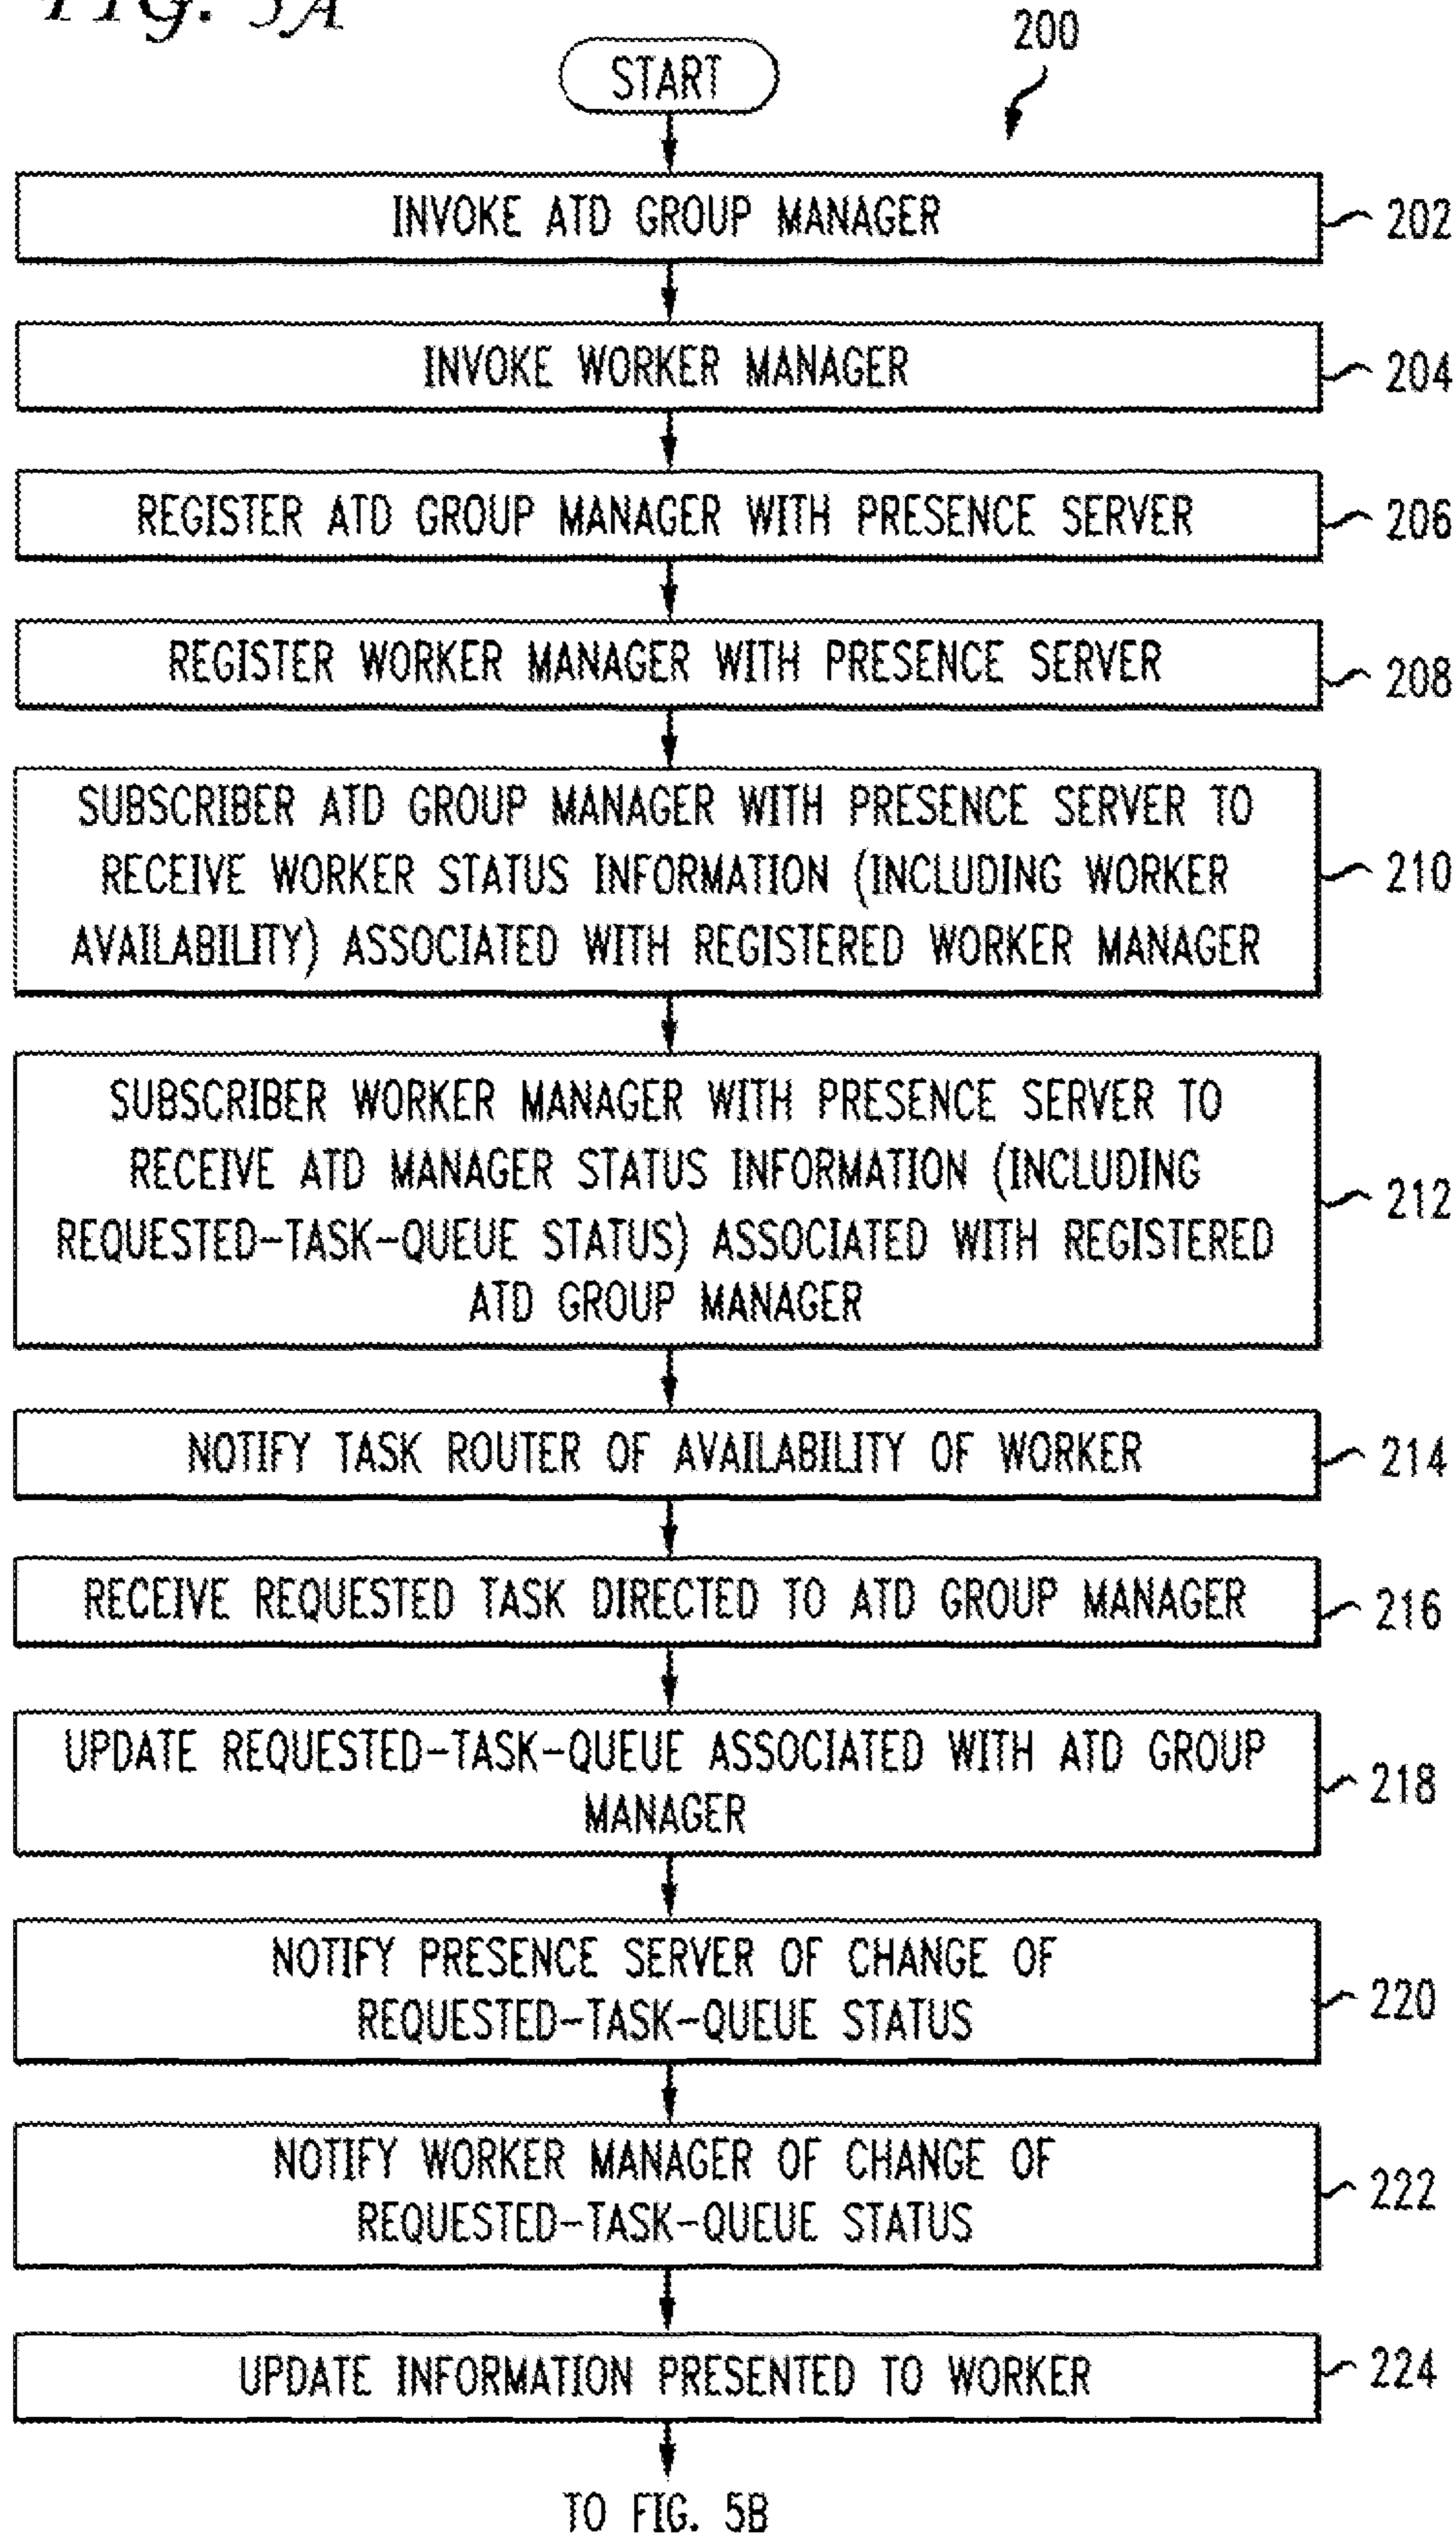 FIG. 5A
200
START
INVOKE ATD GROUP MANAGER
202
INVOKE WORKER MANAGER
204
REGISTER ATD GROUP MANAGER WITH PRESENCE SERVER
206
REGISTER WORKER MANAGER WITH PRESENCE SERVER
208
SUBSCRIBER ATD GROUP MANAGER WITH PRESENCE SERVER TO
RECEIVE WORKER STATUS INFORMATION (INCLUDING WORKER
AVAILABILITY) ASSOCIATED WITH REGISTERED WORKER MANAGER
210
SUBSCRIBER WORKER MANAGER WITH PRESENCE SERVER TO
RECEIVE ATD MANAGER STATUS INFORMATION (INCLUDING
REQUESTED-TASK-QUEUE STATUS) ASSOCIATED WITH REGISTERED
ATD GROUP MANAGER
212
NOTIFY TASK ROUTER OF AVAILABILITY OF WORKER
214
RECEIVE REQUESTED TASK DIRECTED TO ATD GROUP MANAGER
216
UPDATE REQUESTED-TASK-QUEUE ASSOCIATED WITH ATD GROUP
MANAGER
218
NOTIFY PRESENCE SERVER OF CHANGE OF
REQUESTED-TASK-QUEUE STATUS
220
NOTIFY WORKER MANAGER OF CHANGE OF
REQUESTED-TASK-QUEUE STATUS
222
UPDATE INFORMATION PRESENTED TO WORKER
224
TO FIG. 5B